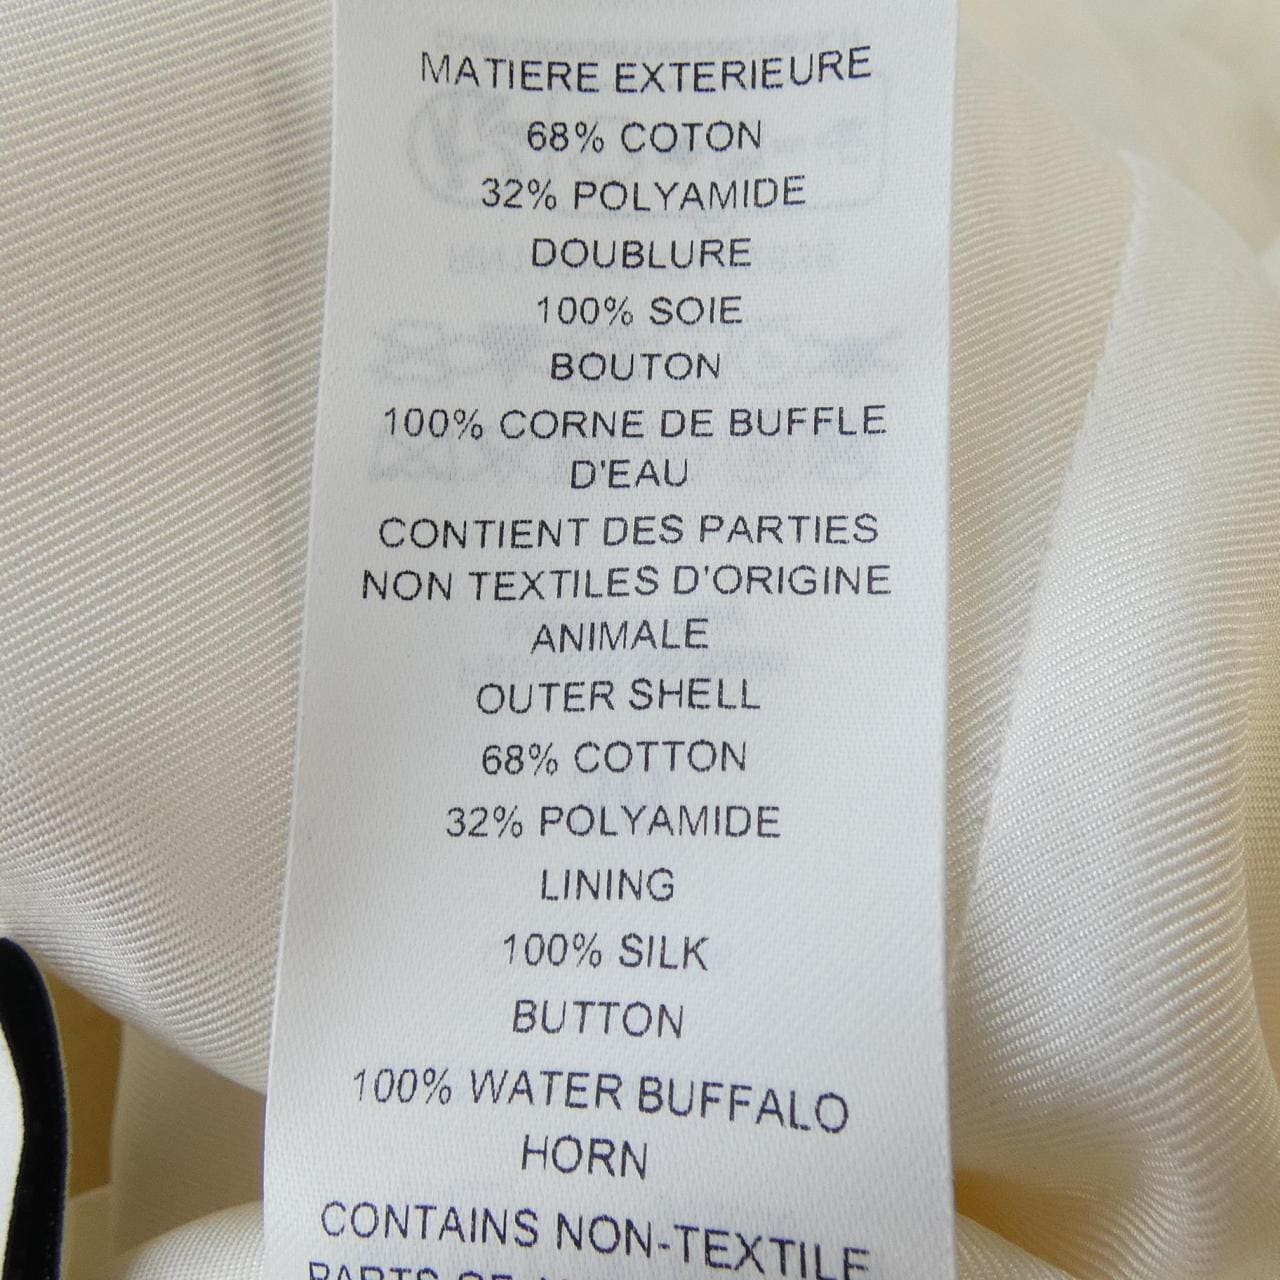 MATIERE EXTERIEURE
68% COTON
32% POLYAMIDE
DOUBLURE
100% SOIE
BOUTON
100% CORNE DE BUFFLE
D'EAU
CONTIENT DES PARTIES
NON TEXTILES D'ORIGINE
ANIMALE
OUTER SHELL
68% COTTON
32% POLYAMIDE
LINING
100% SILK
BUTTON
100% WATER BUFFALO
HORN
CONTAINS NON-TEXTILE
PARTS OF